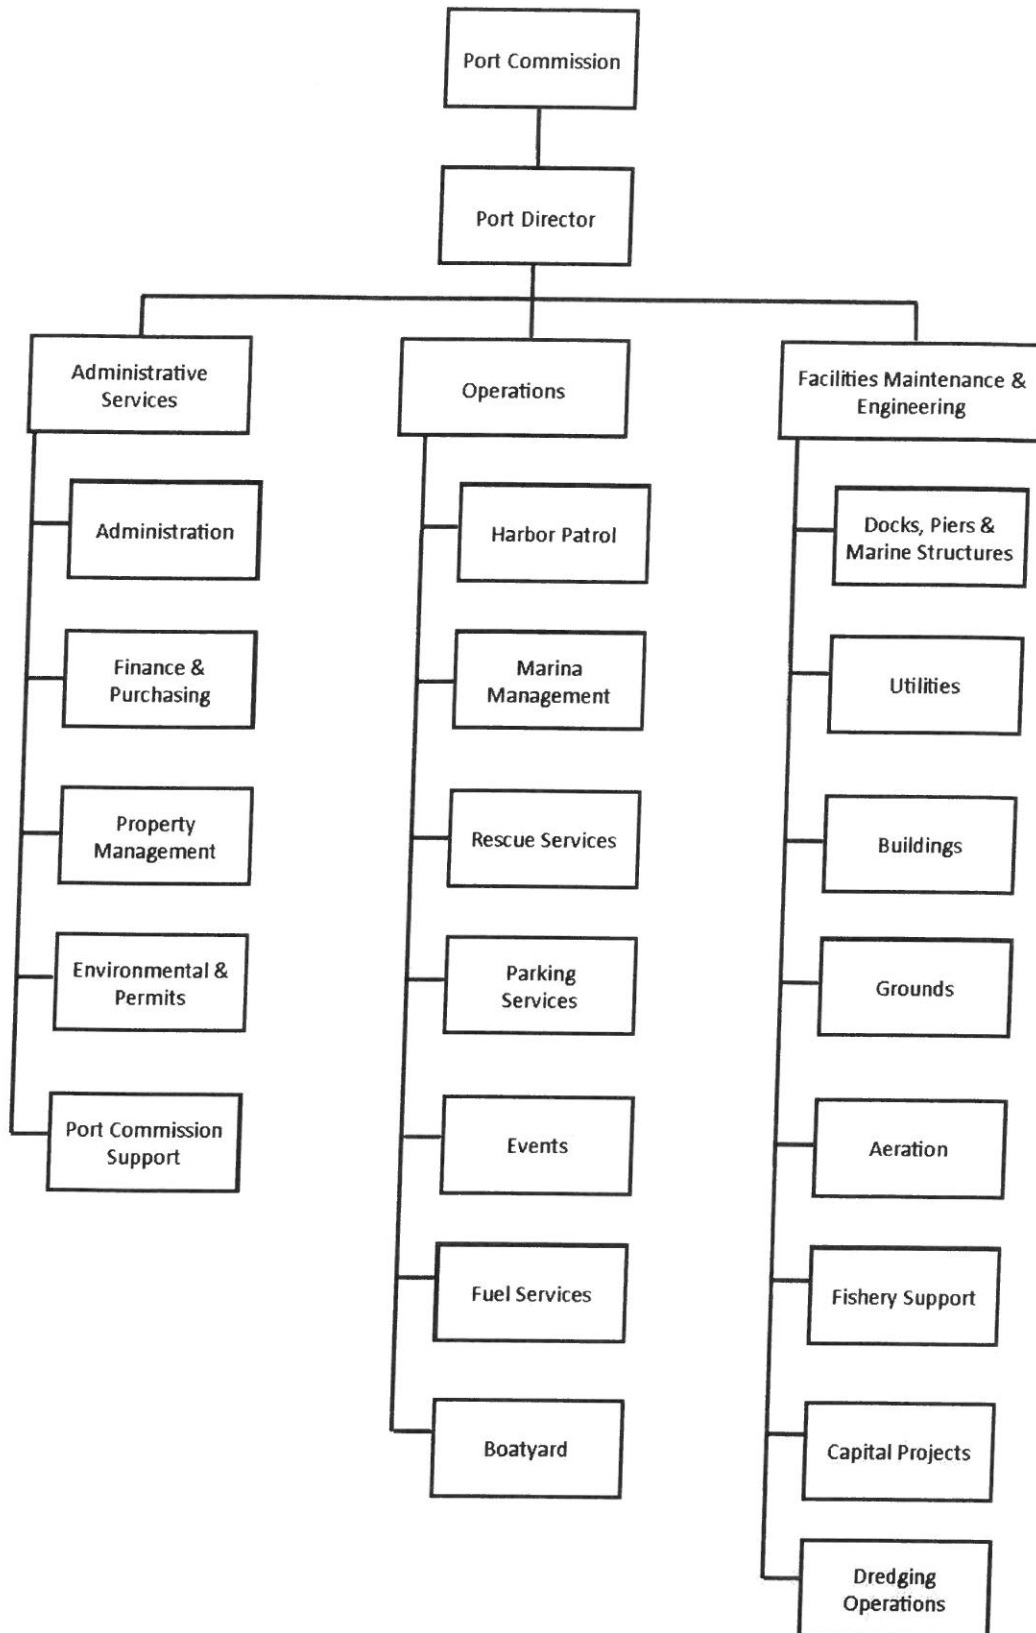 Port Commission
Port Director
Administrative
Services
Administration
Finance &
Purchasing
Property
Management
Environmental &
Permits
Port Commission
Support
Operations
Harbor Patrol
Marina
Management
Rescue Services
Parking
Services
Events
Fuel Services
Boatyard
Facilities Maintenance &
Engineering
Docks, Piers &
Marine Structures
Utilities
Buildings
Grounds
Aeration
Fishery Support
Capital Projects
Dredging
Operations